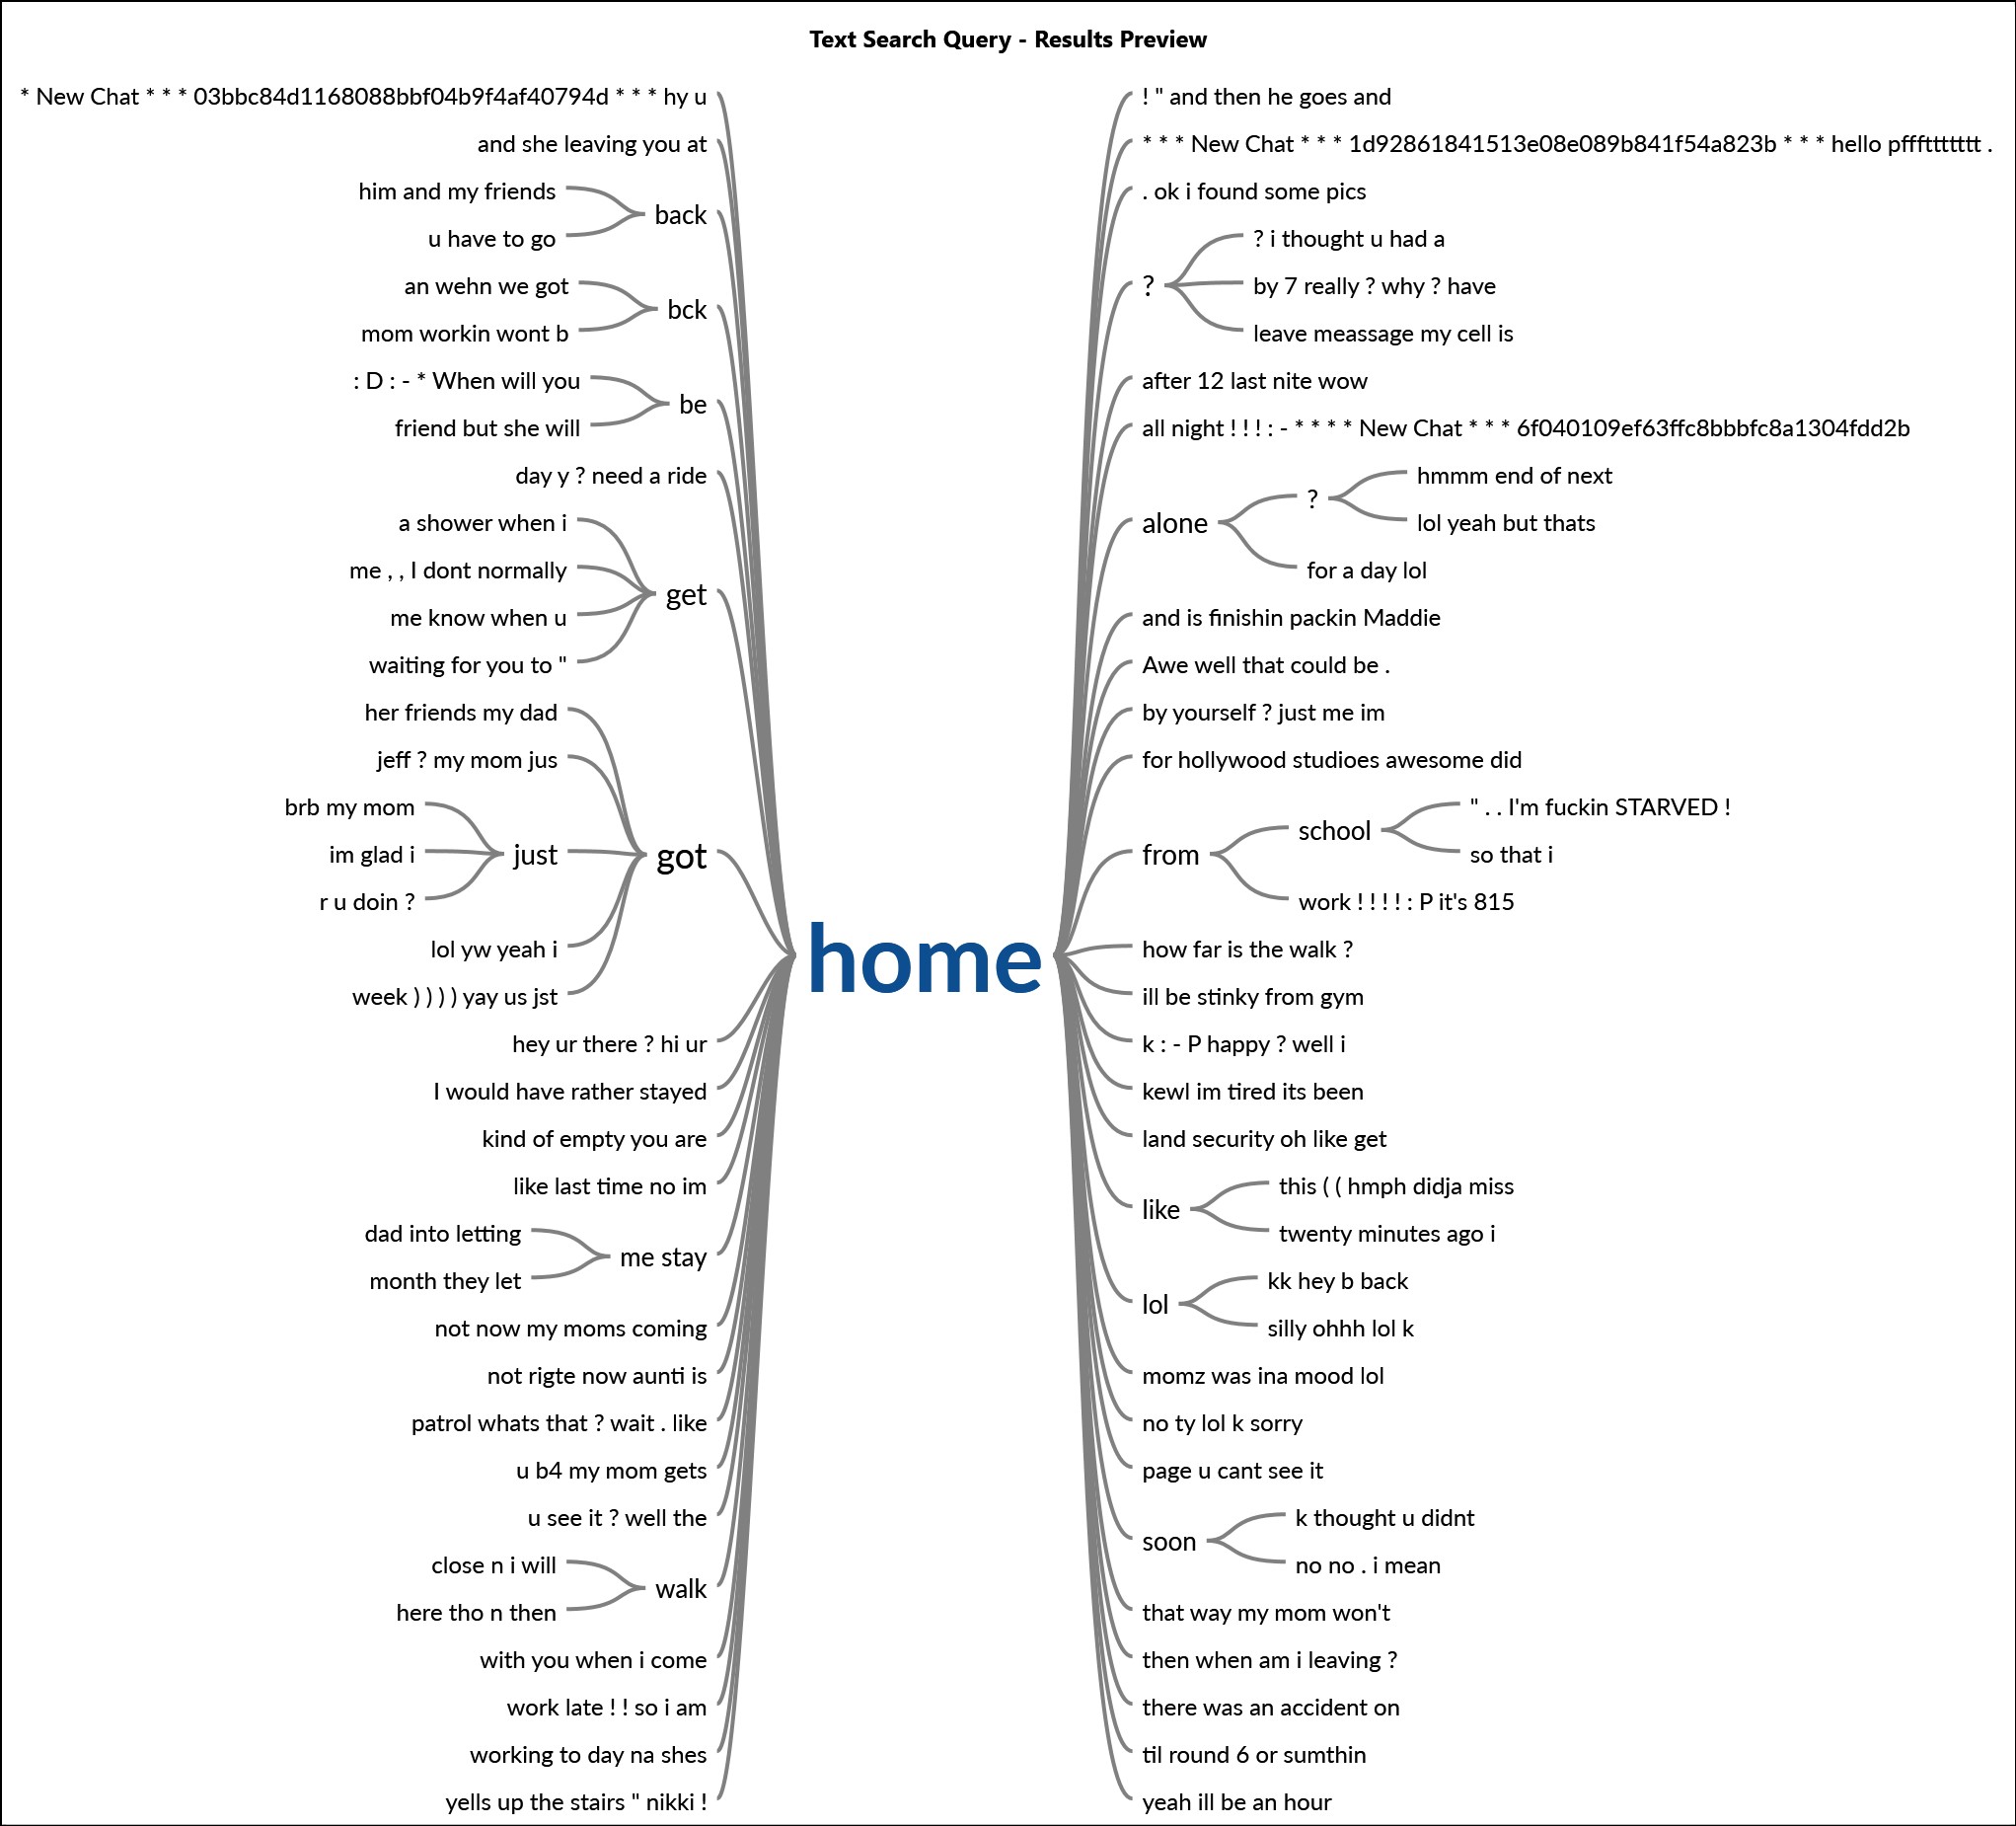 Text Search Query - Results Preview
* New Chat * * * 03bbc84d1168088bbf04b9f4af40794d * * * hy u
and she leaving you at
him and my friends
back
u have to go
an wehn we got
bck
mom workin wont b
: D : - * When will you
be
friend but she will
day y ? need a ride
a shower when i
me , , I dont normally
get
me know when u
waiting for you to "
her friends my dad
jeff ? my mom jus
brb my mom
im glad i
just
got
r u doin ?
lol yw yeah i
week ) ) ) ) yay us jst
hey ur there ? hi ur
I would have rather stayed
kind of empty you are
like last time no im
dad into letting
me stay
month they let
not now my moms coming
not rigte now aunti is
patrol whats that ? wait . like
u b4 my mom gets
u see it ? well the
close n i will
walk
here tho n then
with you when i come
work late ! ! so i am
working to day na shes
yells up the stairs " nikki !
home
! " and then he goes and
* * * New Chat * * * 1d92861841513e08e089b841f54a823b * * * hello pfffttttttt .
. ok i found some pics
?
? i thought u had a
by 7 really ? why ? have
leave meassage my cell is
after 12 last nite wow
all night ! ! ! : - * * * * New Chat * * * 6f040109ef63ffc8bbbfc8a1304fdd2b
alone
?
hmmm end of next
lol yeah but thats
for a day lol
and is finishin packin Maddie
Awe well that could be .
by yourself ? just me im
for hollywood studioes awesome did
from
school
" . . I'm fuckin STARVED !
so that i
work ! ! ! ! : P it's 815
how far is the walk ?
ill be stinky from gym
k : - P happy ? well i
kewl im tired its been
land security oh like get
like
this ( ( hmph didja miss
twenty minutes ago i
lol
kk hey b back
silly ohhh lol k
momz was ina mood lol
no ty lol k sorry
page u cant see it
soon
k thought u didnt
no no . i mean
that way my mom won't
then when am i leaving ?
there was an accident on
til round 6 or sumthin
yeah ill be an hour